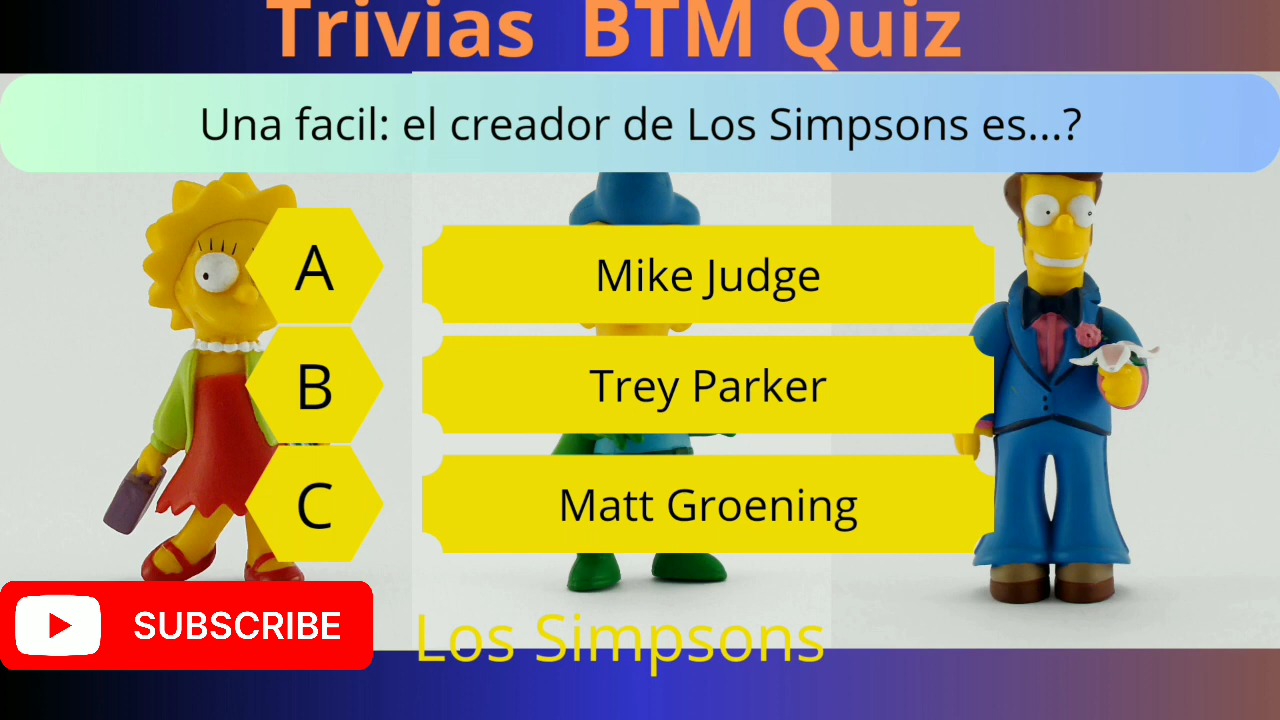 Trivias BTM Quiz
Una facil: el creador de Los Simpsons es...?
A
Mike Judge
B
Trey Parker
C
Matt Groening
SUBSCRIBE
Los Simpsons